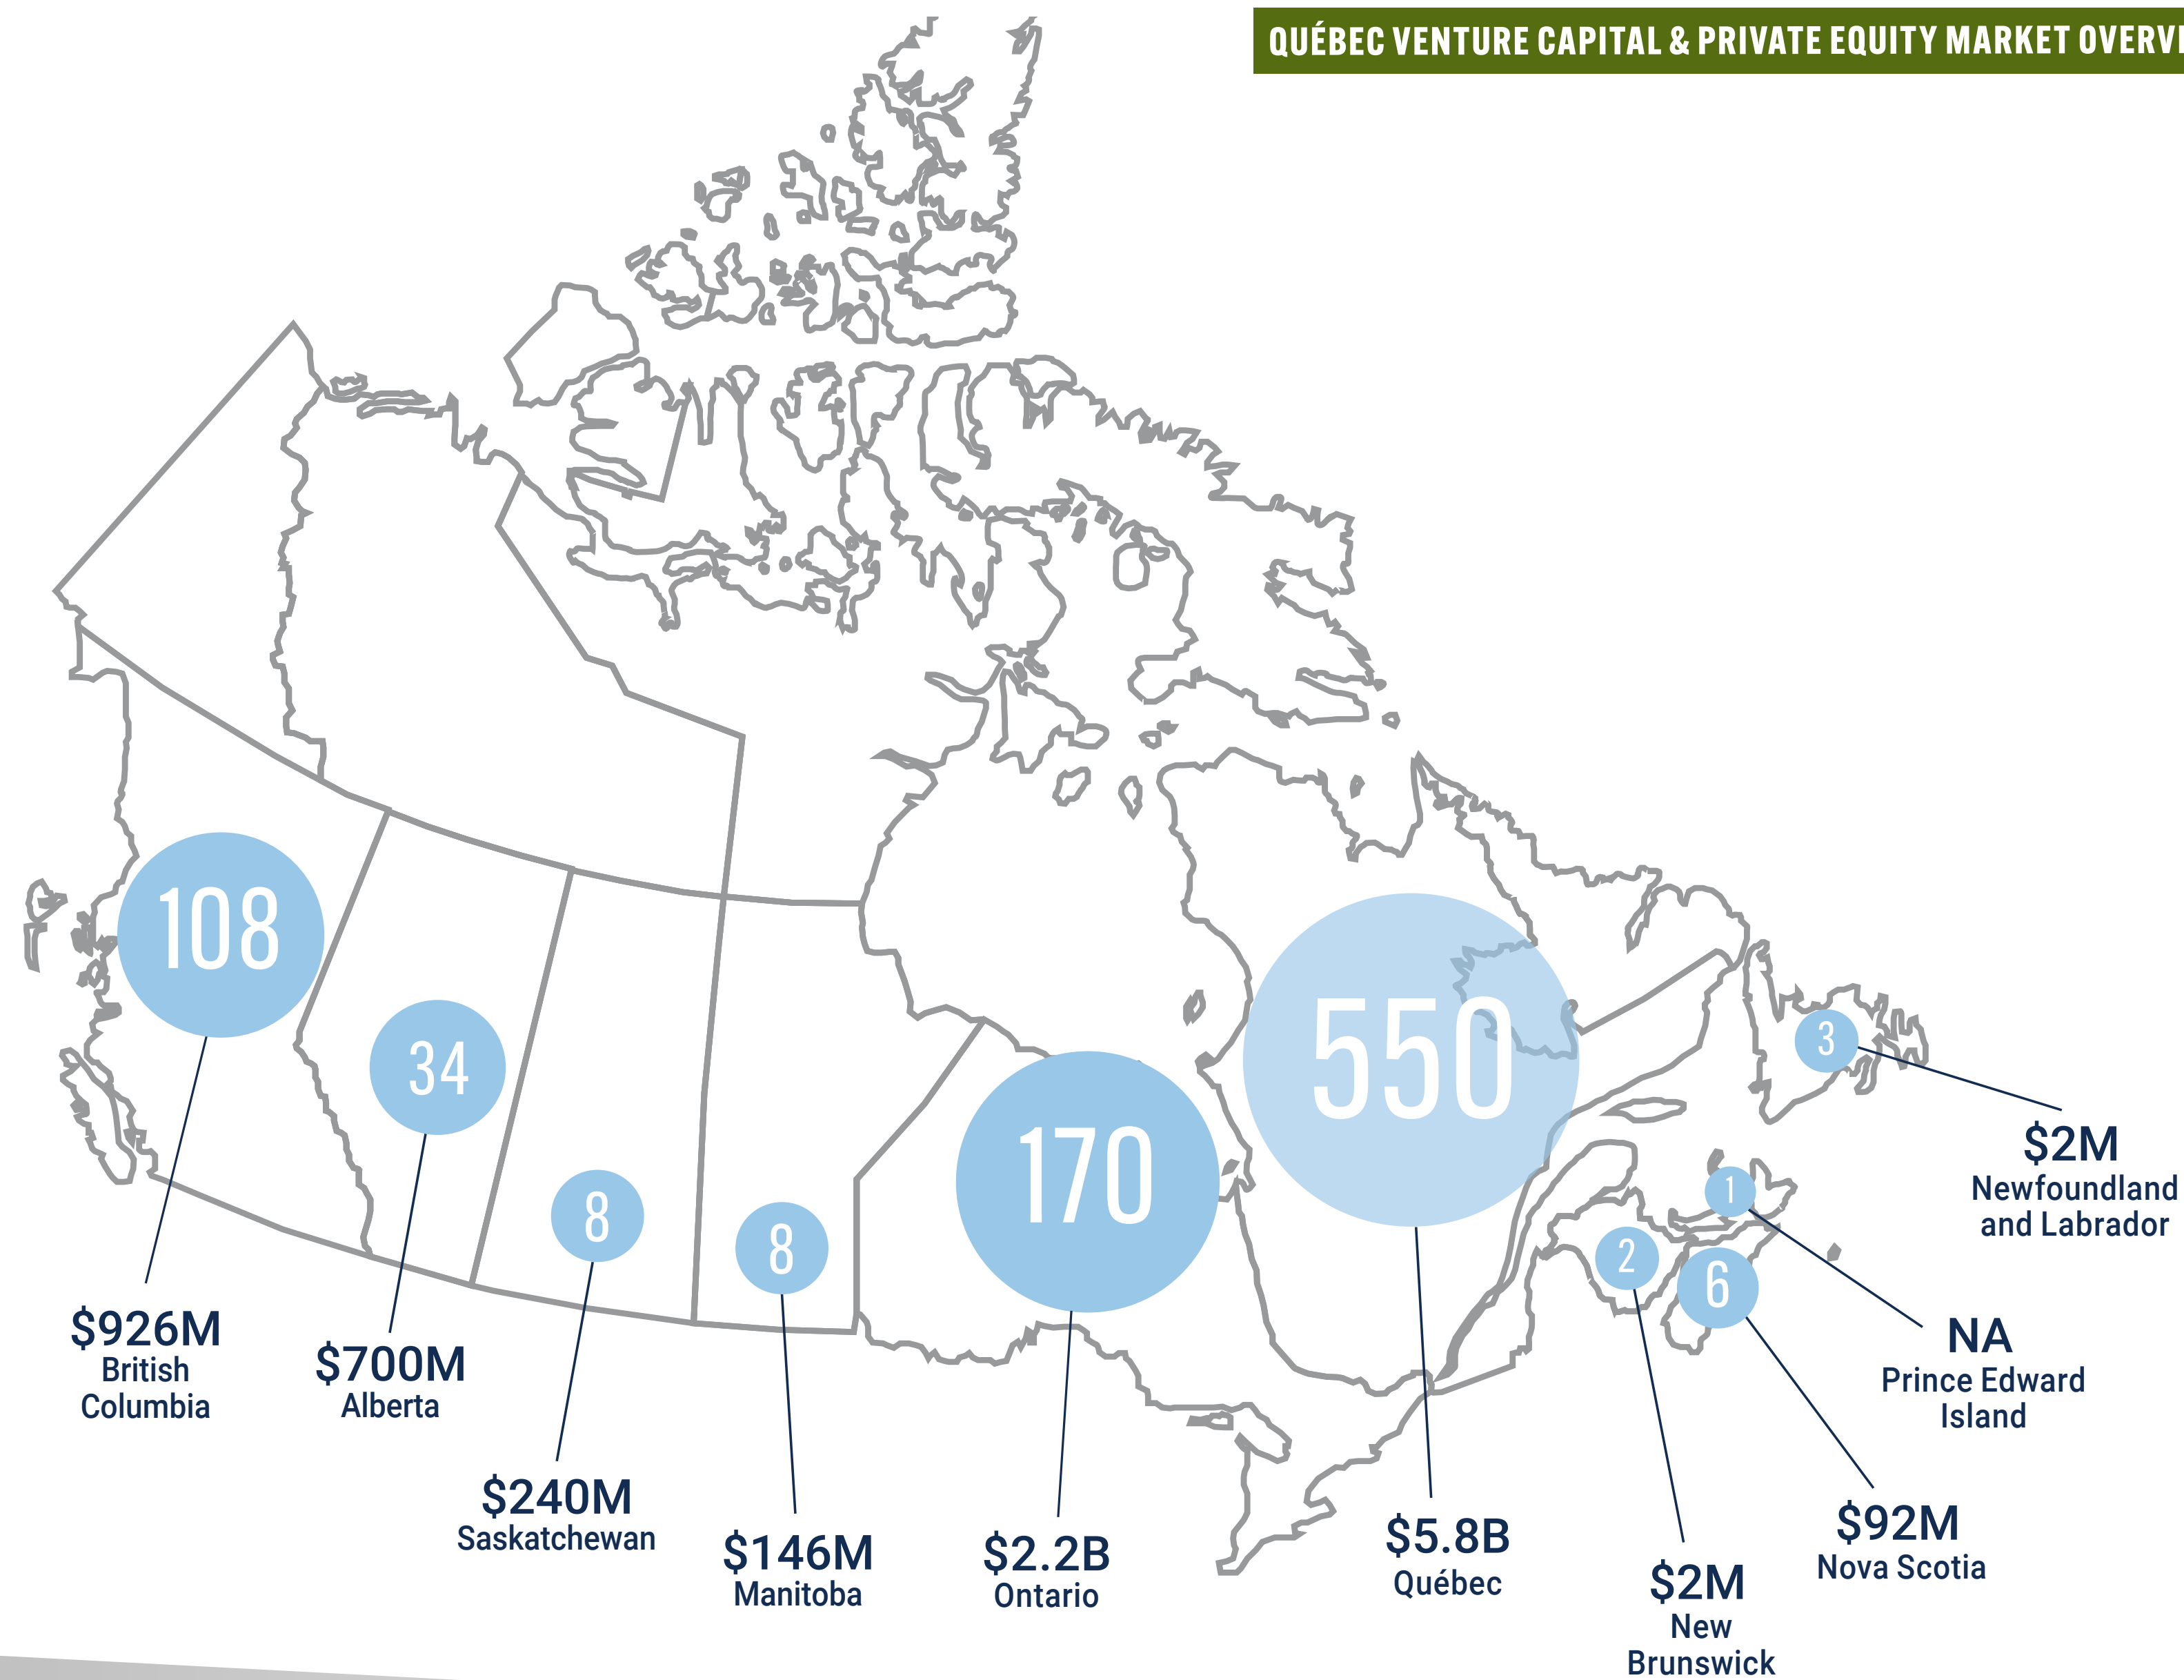 QUÉBEC VENTURE CAPITAL & PRIVATE EQUITY MARKET
108
34
8
8
170
550
3
1
2
6
$926M
British
Columbia
$700M
Alberta
$240M
Saskatchewan
$146M
Manitoba
$2.2B
Ontario
$5.8B
Québec
$2M
New
Brunswick
$92M
Nova Scotia
NA
Prince Edward
Island
$2M
Newfoundland
and Labrador